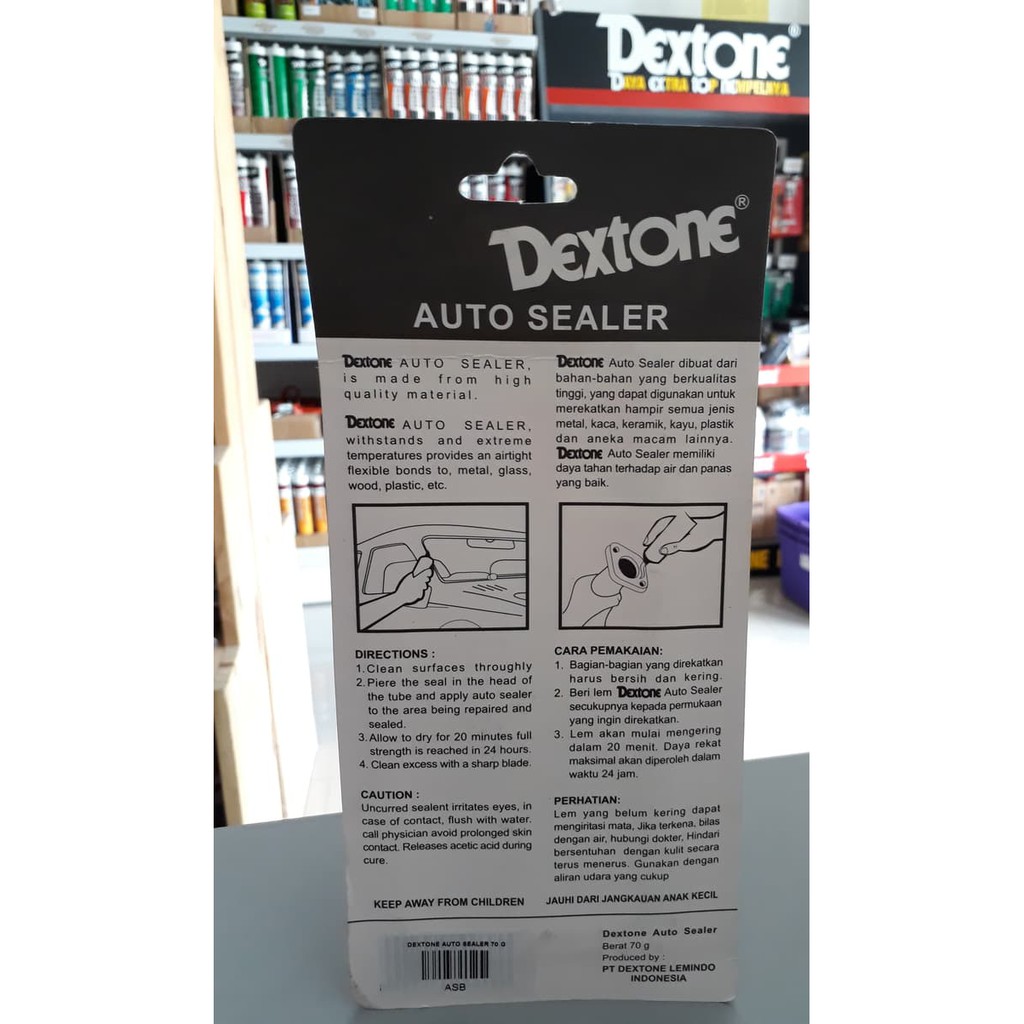 DEXTONE®
DAYA EXTRA TOP NEMPELNYA
DEXTONE®
AUTO SEALER
DEXTONE AUTO SEALER,
is made from high
quality material.
DEXTONE AUTO SEALER,
withstands and extreme
temperatures provides an airtight
flexible bonds to, metal, glass,
wood, plastic, etc.
DEXTONE Auto Sealer dibuat dari
bahan-bahan yang berkualitas
tinggi, yang dapat digunakan untuk
merekatkan hampir semua jenis
metal, kaca, keramik, kayu, plastik
dan aneka macam lainnya.
DEXTONE Auto Sealer memiliki
daya tahan terhadap air dan panas
yang baik.
DIRECTIONS :
1. Clean surfaces throughly
2. Piere the seal in the head of
the tube and apply auto sealer
to the area being repaired and
sealed.
3. Allow to dry for 20 minutes full
strength is reached in 24 hours.
4. Clean excess with a sharp blade.
CAUTION :
Uncurred sealent irritates eyes, in
case of contact, flush with water.
call physician avoid prolonged skin
contact. Releases acetic acid during
cure.
KEEP AWAY FROM CHILDREN
CARA PEMAKAIAN:
1. Bagian-bagian yang direkatkan
harus bersih dan kering.
2. Beri lem DEXTONE Auto Sealer
secukupnya kepada permukaan
yang ingin direkatkan.
3. Lem akan mulai mengering
dalam 20 menit. Daya rekat
maksimal akan diperoleh dalam
waktu 24 jam.
PERHATIAN:
Lem yang belum kering dapat
mengiritasi mata, Jika terkena, bilas
dengan air, hubungi dokter, Hindari
bersentuhan dengan kulit secara
terus menerus. Gunakan dengan
aliran udara yang cukup
JAUHI DARI JANGKAUAN ANAK KECIL
DEXTONE AUTO SEALER 70 G
ASB
Dextone Auto Sealer
Berat 70 g
Produced by :
PT DEXTONE LEMINDO
INDONESIA